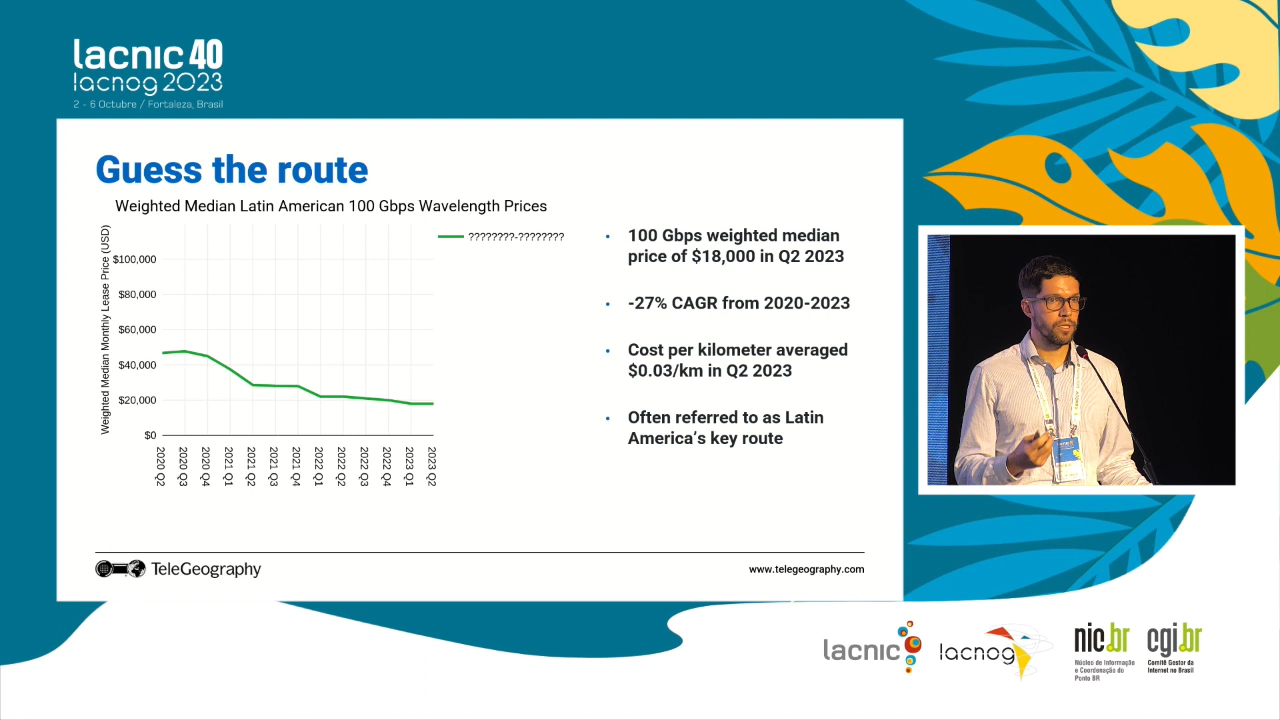 lacnic 40
lacnog 2023
2 - 6 Octubre / Fortaleza, Brasil
Guess the route
Weighted Median Latin American 100 Gbps Wavelength Prices
????????-????????
Weighted Median Monthly Lease Price (USD)
$100,000
$80,000
$60,000
$40,000
$20,000
$0
2020 Q2
2020 Q3
2020 Q4
2021 Q1
2021 Q2
2021 Q3
2021 Q4
2022 Q1
2022 Q2
2022 Q3
2022 Q4
2023 Q1
2023 Q2
• 100 Gbps weighted median
price of $18,000 in Q2 2023
• -27% CAGR from 2020-2023
• Cost per kilometer averaged
$0.03/km in Q2 2023
• Often referred to as Latin
America’s key route
TeleGeography
www.telegeography.com
lacnic
lacnog
nic.br
Núcleo de Informação
e Coordenação do
Ponto BR
cgi.br
Comitê Gestor da
Internet no Brasil